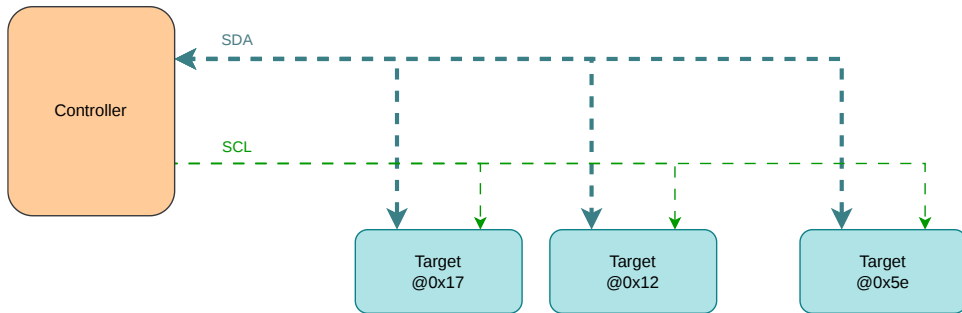 SDA
Controller
SCL
Target
@0x17
Target
@0x12
Target
@0x5e